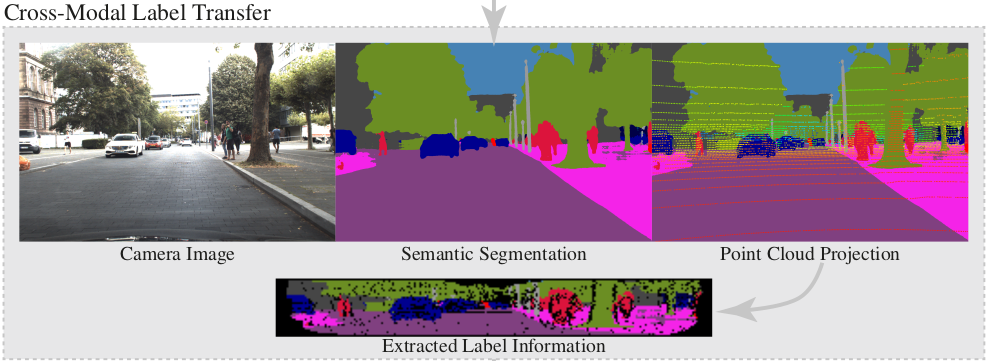 Cross-Modal Label Transfer
Camera Image
Semantic Segmentation
Point Cloud Projection
Extracted Label Information